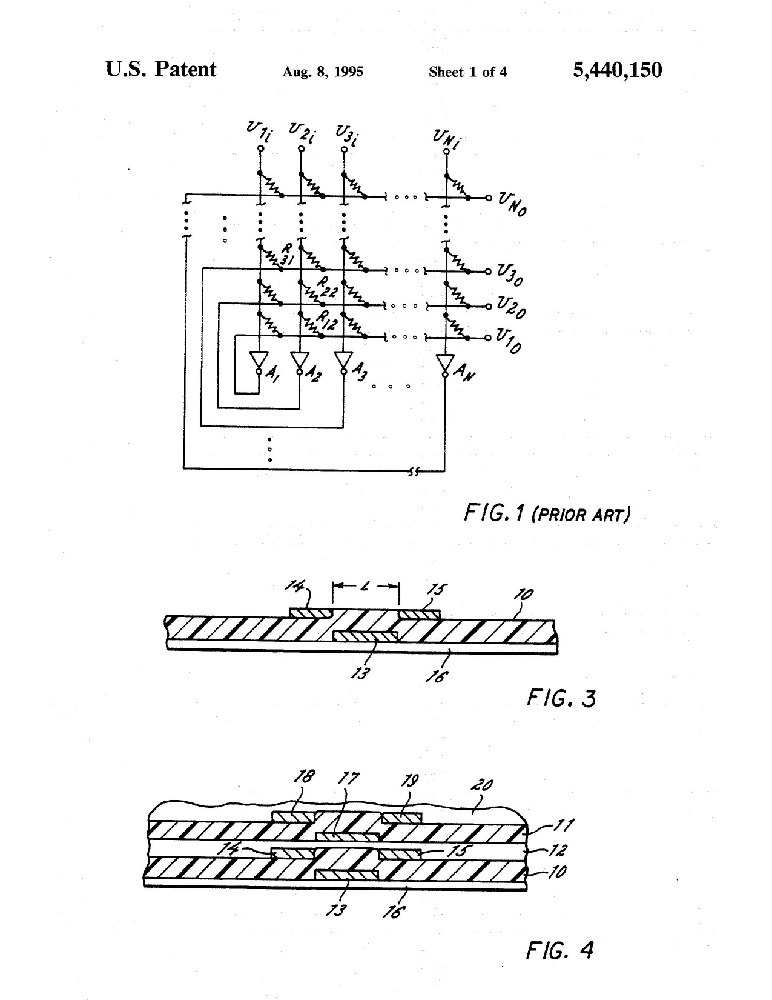 U.S. Patent Aug. 8, 1995 Sheet 1 of 4 5,440,150
v1i v2i v3i vNi
vNo
R31
v3o
R22
v2o
R12
v1o
A1 A2 A3 AN
FIG. 1 (PRIOR ART)
14 L 15 10
13 16
FIG. 3
18 17 19 20
11
14 15 12
10
13 16
FIG. 4